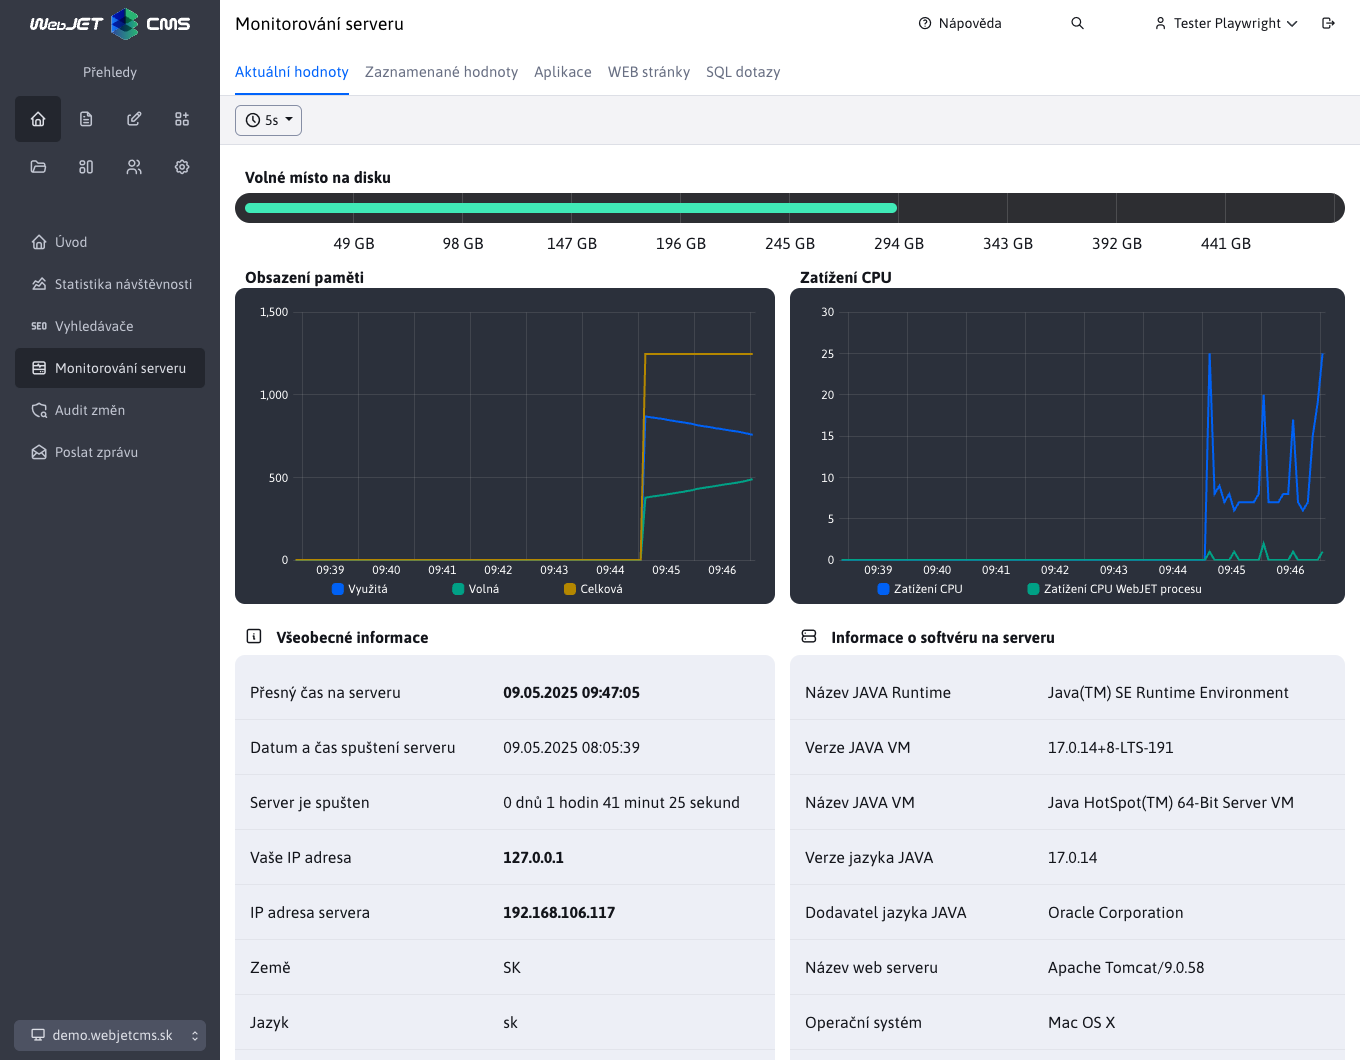 WebJET CMS
Přehledy
Úvod
Statistika návštěvnosti
SEO Vyhledávače
Monitorování serveru
Audit změn
Poslat zprávu
demo.webjetcms.sk
Monitorování serveru
Nápověda
Tester Playwright
Aktuální hodnoty Zaznamenané hodnoty Aplikace WEB stránky SQL dotazy
5s
Volné místo na disku
49 GB 98 GB 147 GB 196 GB 245 GB 294 GB 343 GB 392 GB 441 GB
Obsazení paměti
1,500
1,000
500
0
09:39 09:40 09:41 09:42 09:43 09:44 09:45 09:46
Využitá Volná Celková
Zatížení CPU
30
25
20
15
10
5
0
09:39 09:40 09:41 09:42 09:43 09:44 09:45 09:46
Zatížení CPU Zatížení CPU WebJET procesu
Všeobecné informace
Přesný čas na serveru 09.05.2025 09:47:05
Datum a čas spuštení serveru 09.05.2025 08:05:39
Server je spušten 0 dnů 1 hodin 41 minut 25 sekund
Vaše IP adresa 127.0.0.1
IP adresa servera 192.168.106.117
Země SK
Jazyk sk
Informace o softvéru na serveru
Název JAVA Runtime Java(TM) SE Runtime Environment
Verze JAVA VM 17.0.14+8-LTS-191
Název JAVA VM Java HotSpot(TM) 64-Bit Server VM
Verze jazyka JAVA 17.0.14
Dodavatel jazyka JAVA Oracle Corporation
Název web serveru Apache Tomcat/9.0.58
Operační systém Mac OS X